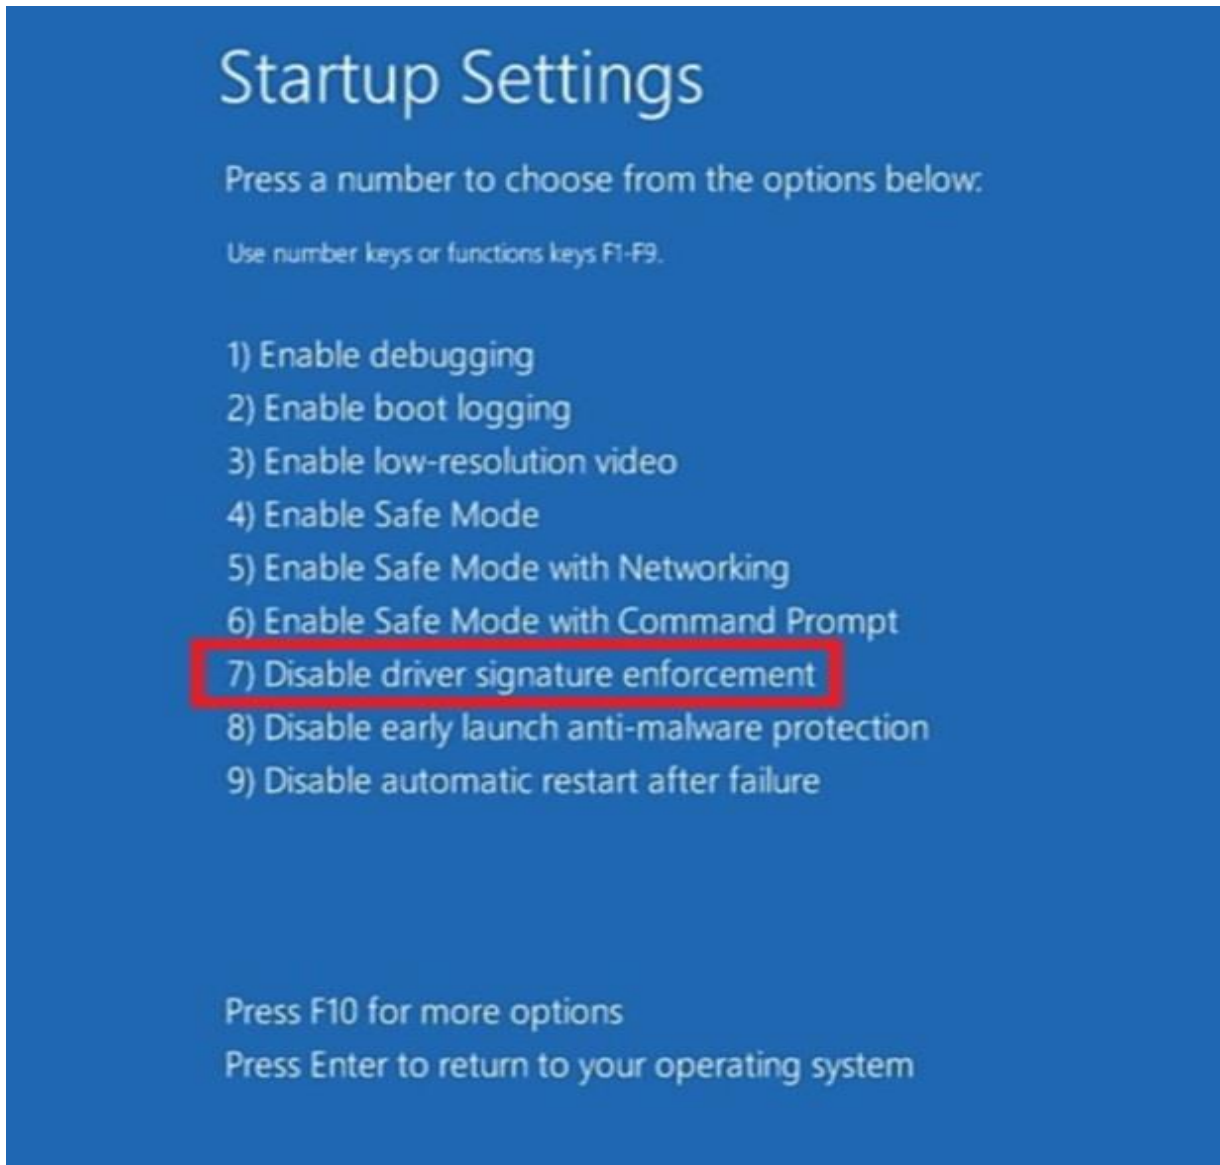 Startup Settings
Press a number to choose from the options below:
Use number keys or functions keys F1-F9.
1) Enable debugging
2) Enable boot logging
3) Enable low-resolution video
4) Enable Safe Mode
5) Enable Safe Mode with Networking
6) Enable Safe Mode with Command Prompt
7) Disable driver signature enforcement
8) Disable early launch anti-malware protection
9) Disable automatic restart after failure
Press F10 for more options
Press Enter to return to your operating system